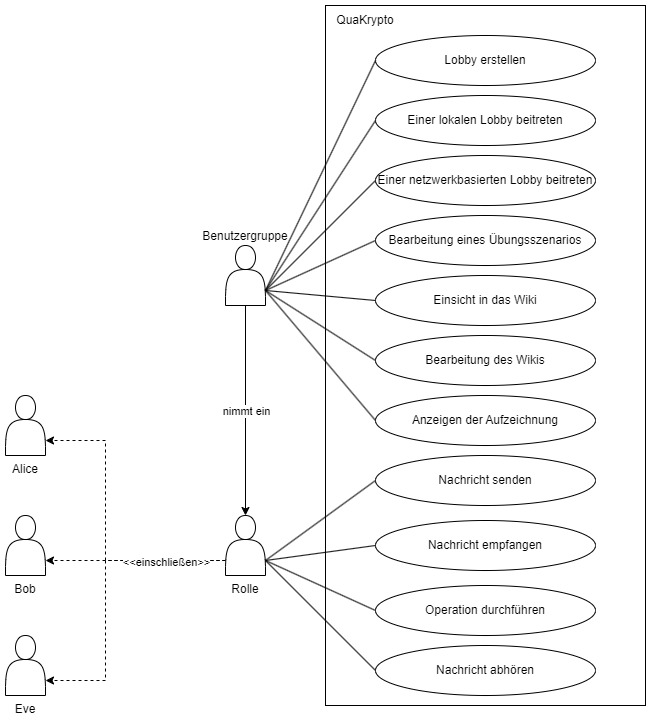 QuaKrypto
Lobby erstellen
Einer lokalen Lobby beitreten
Einer netzwerkbasierten Lobby beitreten
Benutzergruppe
Bearbeitung eines Übungsszenarios
Einsicht in das Wiki
Bearbeitung des Wikis
nimmt ein
Anzeigen der Aufzeichnung
Alice
Nachricht senden
Nachricht empfangen
<<einschließen>>
Bob
Rolle
Operation durchführen
Nachricht abhören
Eve